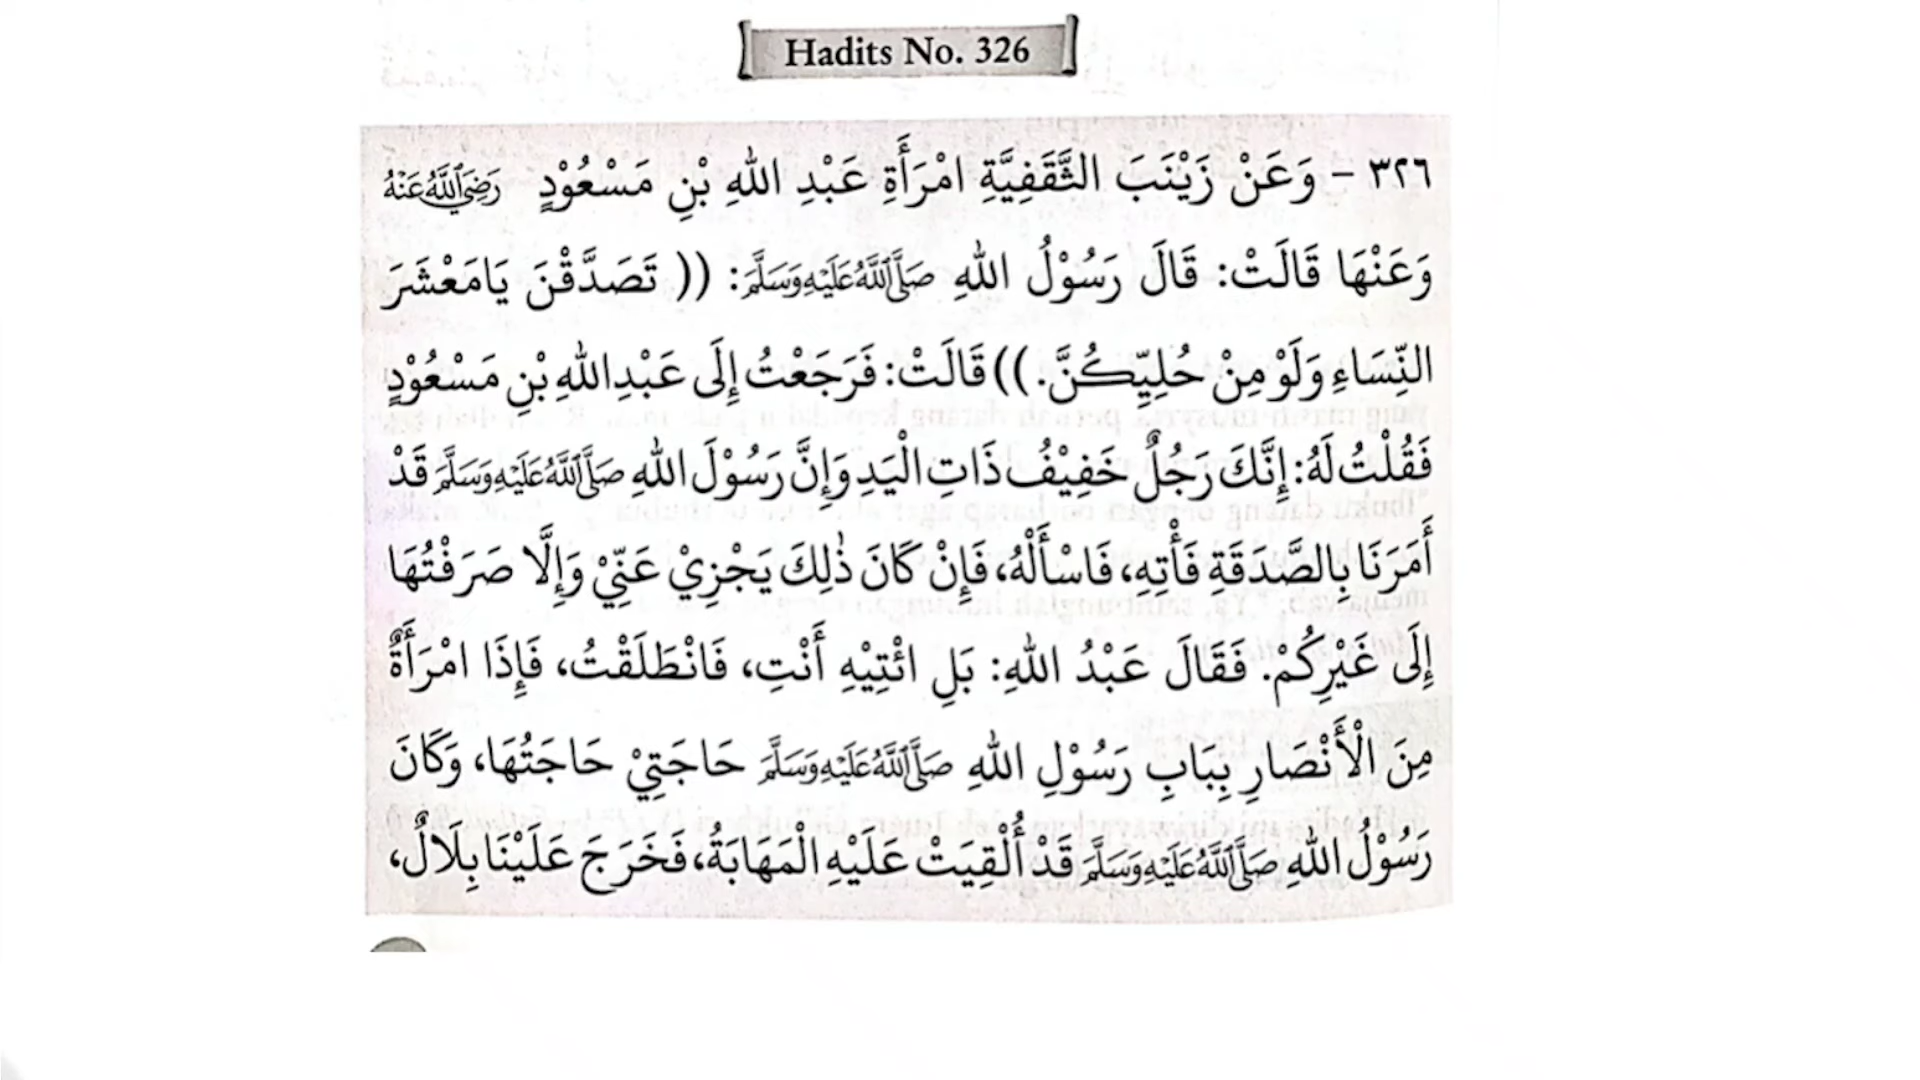 Hadits No. 326
٣٢٦ - وَعَنْ زَيْنَبَ الثَّقَفِيَّةِ امْرَأَةِ عَبْدِ اللهِ بْنِ مَسْعُوْدٍ رَضِيَ اللَّهُ عَنْهُ
وَعَنْهَا قَالَتْ: قَالَ رَسُوْلُ اللهِ صَلَّى اللَّهُ عَلَيْهِ وَسَلَّمَ: (( تَصَدَّقْنَ يَامَعْشَرَ
النِّسَاءِ وَلَوْ مِنْ حُلِيِّكُنَّ. )) قَالَتْ: فَرَجَعْتُ إِلَى عَبْدِ اللهِ بْنِ مَسْعُوْدٍ
فَقُلْتُ لَهُ: إِنَّكَ رَجُلٌ خَفِيْفُ ذَاتِ الْيَدِ وَإِنَّ رَسُوْلَ اللهِ صَلَّى اللَّهُ عَلَيْهِ وَسَلَّمَ قَدْ
أَمَرَنَا بِالصَّدَقَةِ فَأْتِهِ، فَاسْأَلْهُ، فَإِنْ كَانَ ذٰلِكَ يَجْزِيْ عَنِّيْ وَإِلَّا صَرَفْتُهَا
إِلَى غَيْرِكُمْ. فَقَالَ عَبْدُ اللهِ: بَلِ ائْتِيْهِ أَنْتِ، فَانْطَلَقْتُ، فَإِذَا امْرَأَةٌ
مِنَ الْأَنْصَارِ بِبَابِ رَسُوْلِ اللهِ صَلَّى اللَّهُ عَلَيْهِ وَسَلَّمَ حَاجَتِيْ حَاجَتُهَا، وَكَانَ
رَسُوْلُ اللهِ صَلَّى اللَّهُ عَلَيْهِ وَسَلَّمَ قَدْ أُلْقِيَتْ عَلَيْهِ الْمَهَابَةُ، فَخَرَجَ عَلَيْنَا بِلَالٌ،